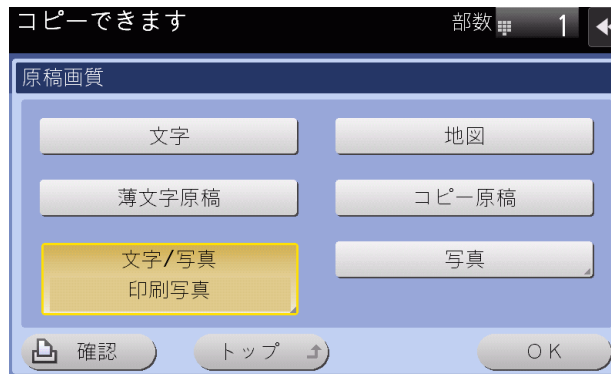 コピーできます 部数 1
原稿画質
文字 地図
薄文字原稿 コピー原稿
文字/写真 写真
印刷写真
確認 トップ OK